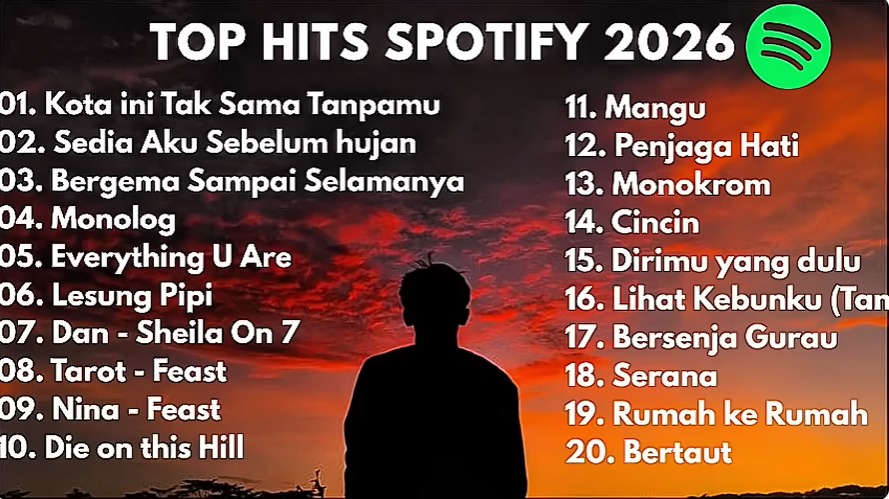 TOP HITS SPOTIFY 2026
01. Kota ini Tak Sama Tanpamu
02. Sedia Aku Sebelum hujan
03. Bergema Sampai Selamanya
04. Monolog
05. Everything U Are
06. Lesung Pipi
07. Dan - Sheila On 7
08. Tarot - Feast
09. Nina - Feast
10. Die on this Hill
11. Mangu
12. Penjaga Hati
13. Monokrom
14. Cincin
15. Dirimu yang dulu
16. Lihat Kebunku (Tam
17. Bersenja Gurau
18. Serana
19. Rumah ke Rumah
20. Bertaut